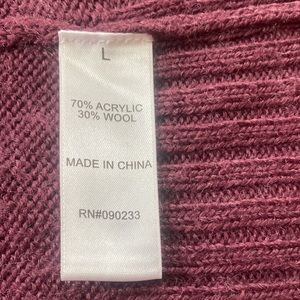 L
70% ACRYLIC
30% WOOL
MADE IN CHINA
RN#090233